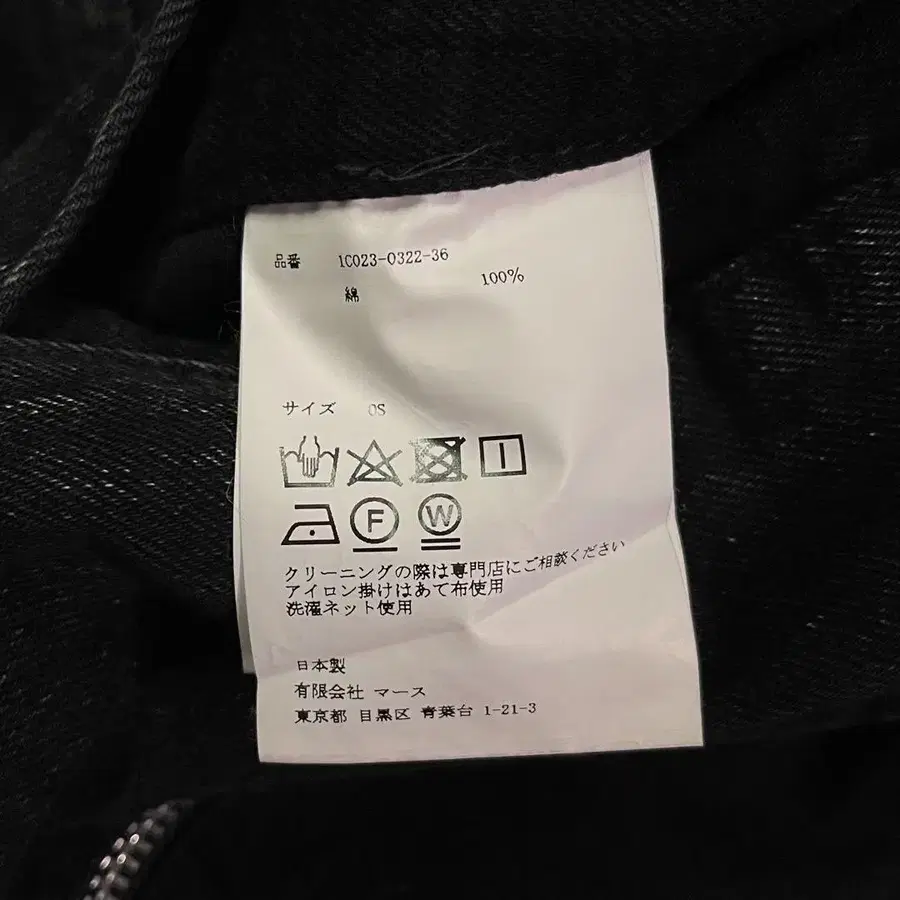 品番 1C023-0322-36
綿 100%
サイズ 0S
F W
クリーニングの際は専門店にご相談ください
アイロン掛けはあて布使用
洗濯ネット使用
日本製
有限会社 マース
東京都 目黒区 青葉台 1-21-3